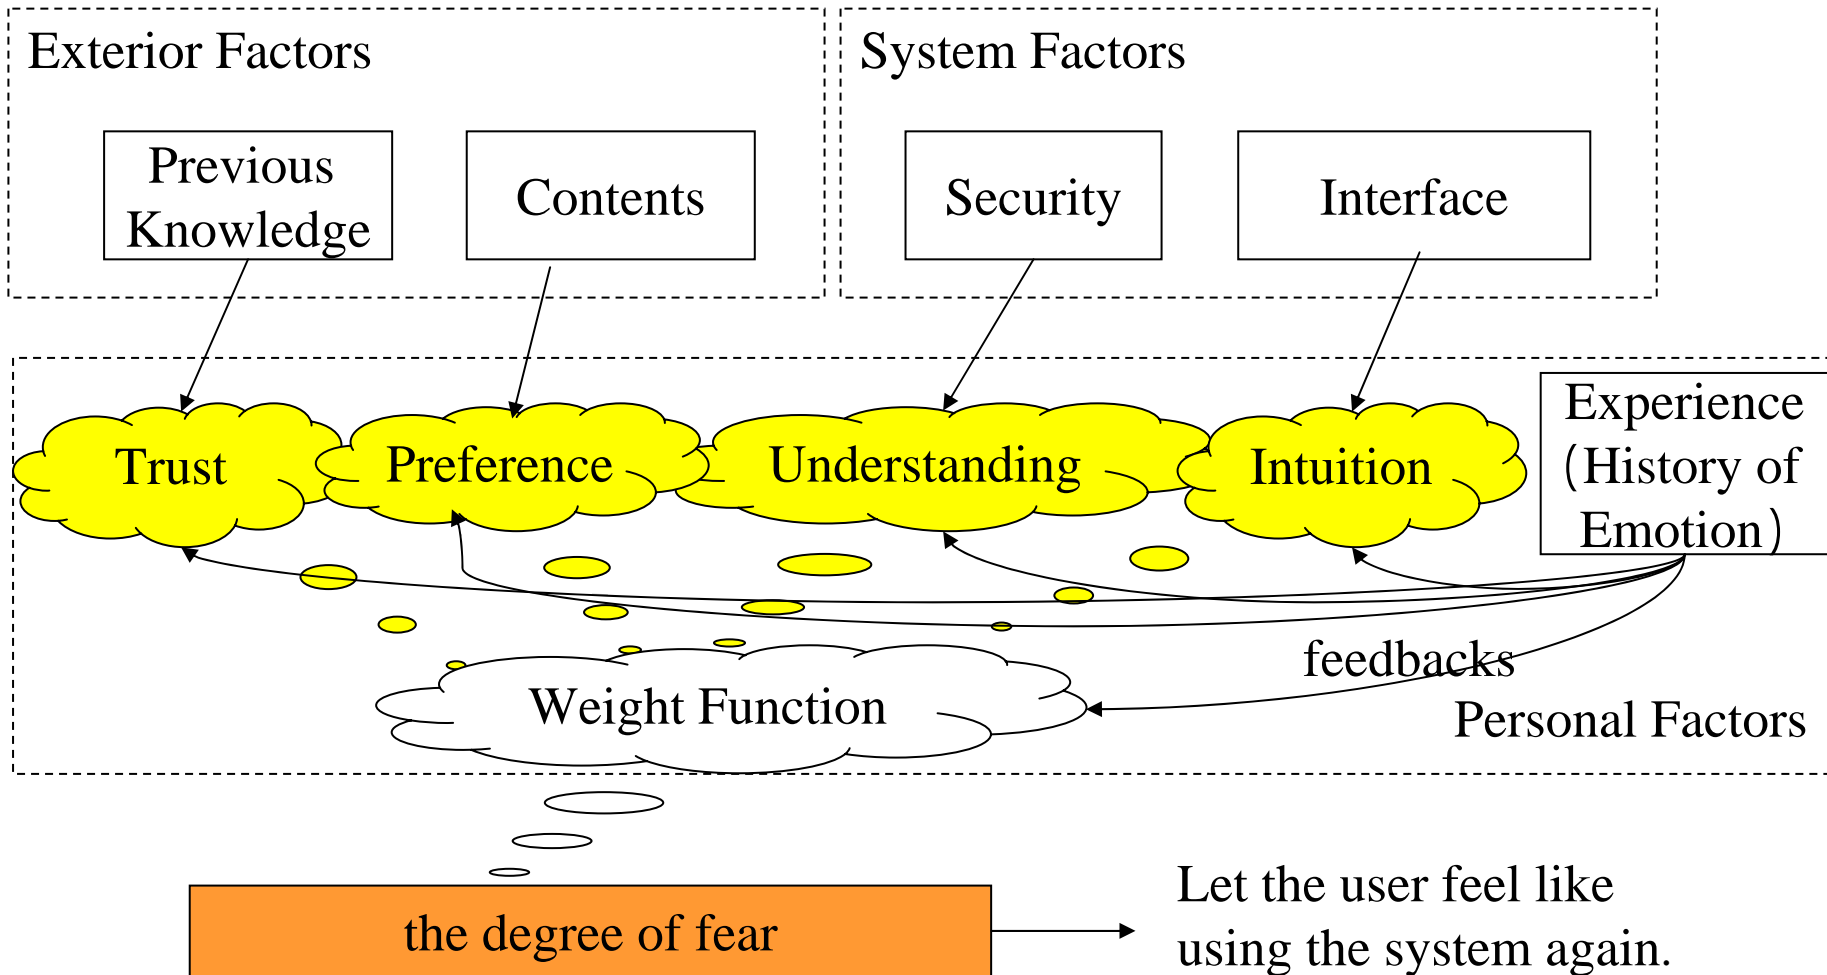 Exterior Factors
System Factors
Previous
Knowledge
Contents
Security
Interface
Trust
Preference
Understanding
Intuition
Experience
(History of
Emotion)
feedbacks
Weight Function
Personal Factors
the degree of fear
Let the user feel like
using the system again.